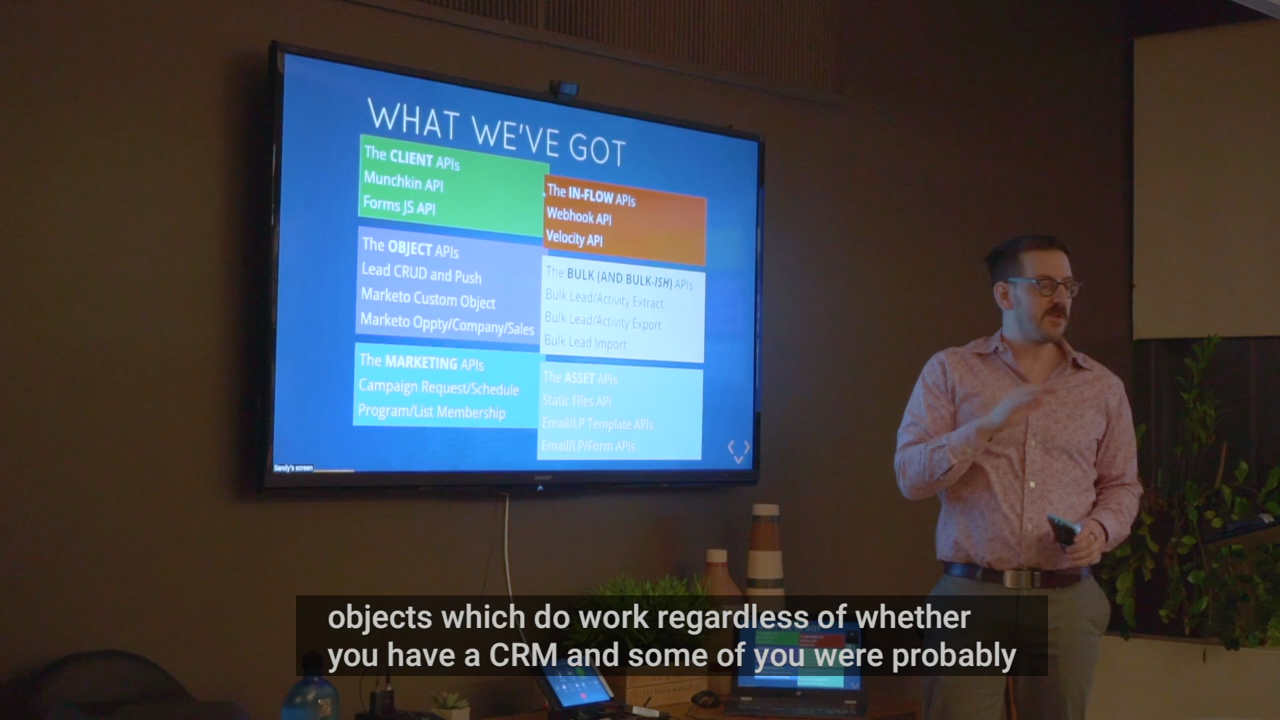 WHAT WE'VE GOT
The CLIENT APIs
Munchkin API
Forms JS API
The IN-FLOW APIs
Webhook API
Velocity API
The OBJECT APIs
Lead CRUD and Push
Marketo Custom Object
Marketo Oppty/Company/Sales
The BULK (AND BULK-ISH) APIs
Bulk Lead/Activity Extract
Bulk Lead/Activity Export
Bulk Lead Import
The MARKETING APIs
Campaign Request/Schedule
Program/List Membership
The ASSET APIs
Static Files API
Email/LP Template APIs
Email/LP/Form APIs
Sandy's screen
objects which do work regardless of whether
you have a CRM and some of you were probably